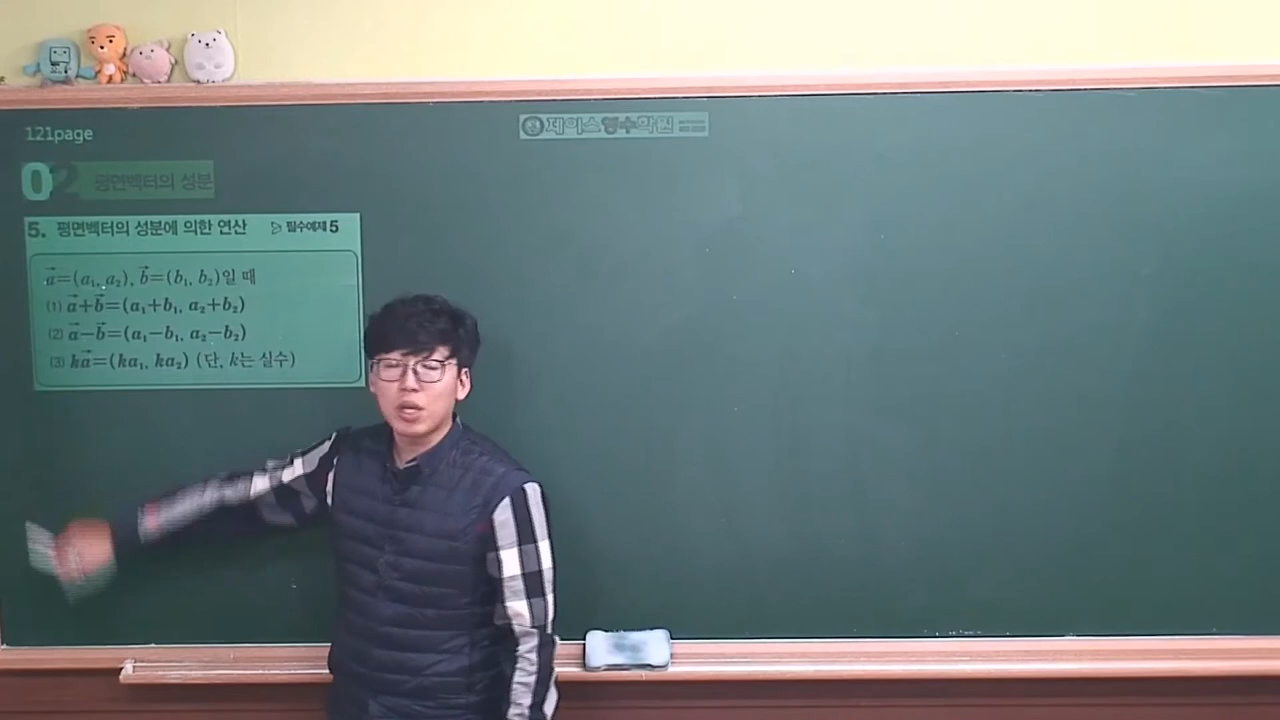 121page
제이스영수학원
02 평면벡터의 성분
5. 평면벡터의 성분에 의한 연산 ▷ 필수예제 5
a⃗=(a₁, a₂), b⃗=(b₁, b₂)일 때
(1) a⃗+b⃗=(a₁+b₁, a₂+b₂)
(2) a⃗−b⃗=(a₁−b₁, a₂−b₂)
(3) ka⃗=(ka₁, ka₂) (단, k는 실수)